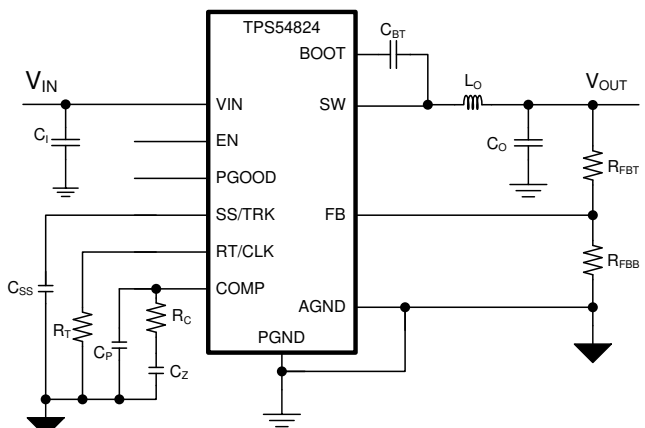 TPS54824
BOOT
C_BT
V_IN
L_O
V_OUT
VIN
SW
C_I
EN
C_O
PGOOD
R_FBT
SS/TRK
FB
RT/CLK
R_FBB
C_SS
COMP
AGND
R_T
R_C
C_P
PGND
C_Z